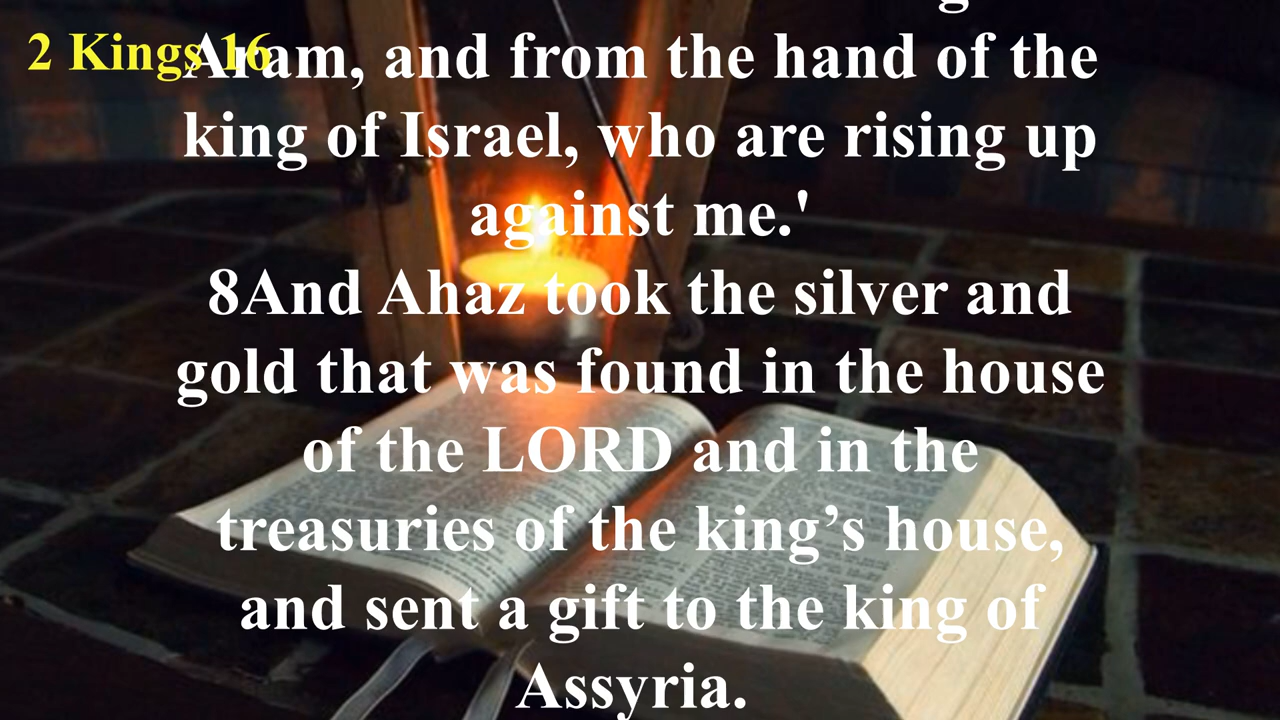 2 Kings 16
Aram, and from the hand of the
king of Israel, who are rising up
against me.'
8And Ahaz took the silver and
gold that was found in the house
of the LORD and in the
treasuries of the king’s house,
and sent a gift to the king of
Assyria.